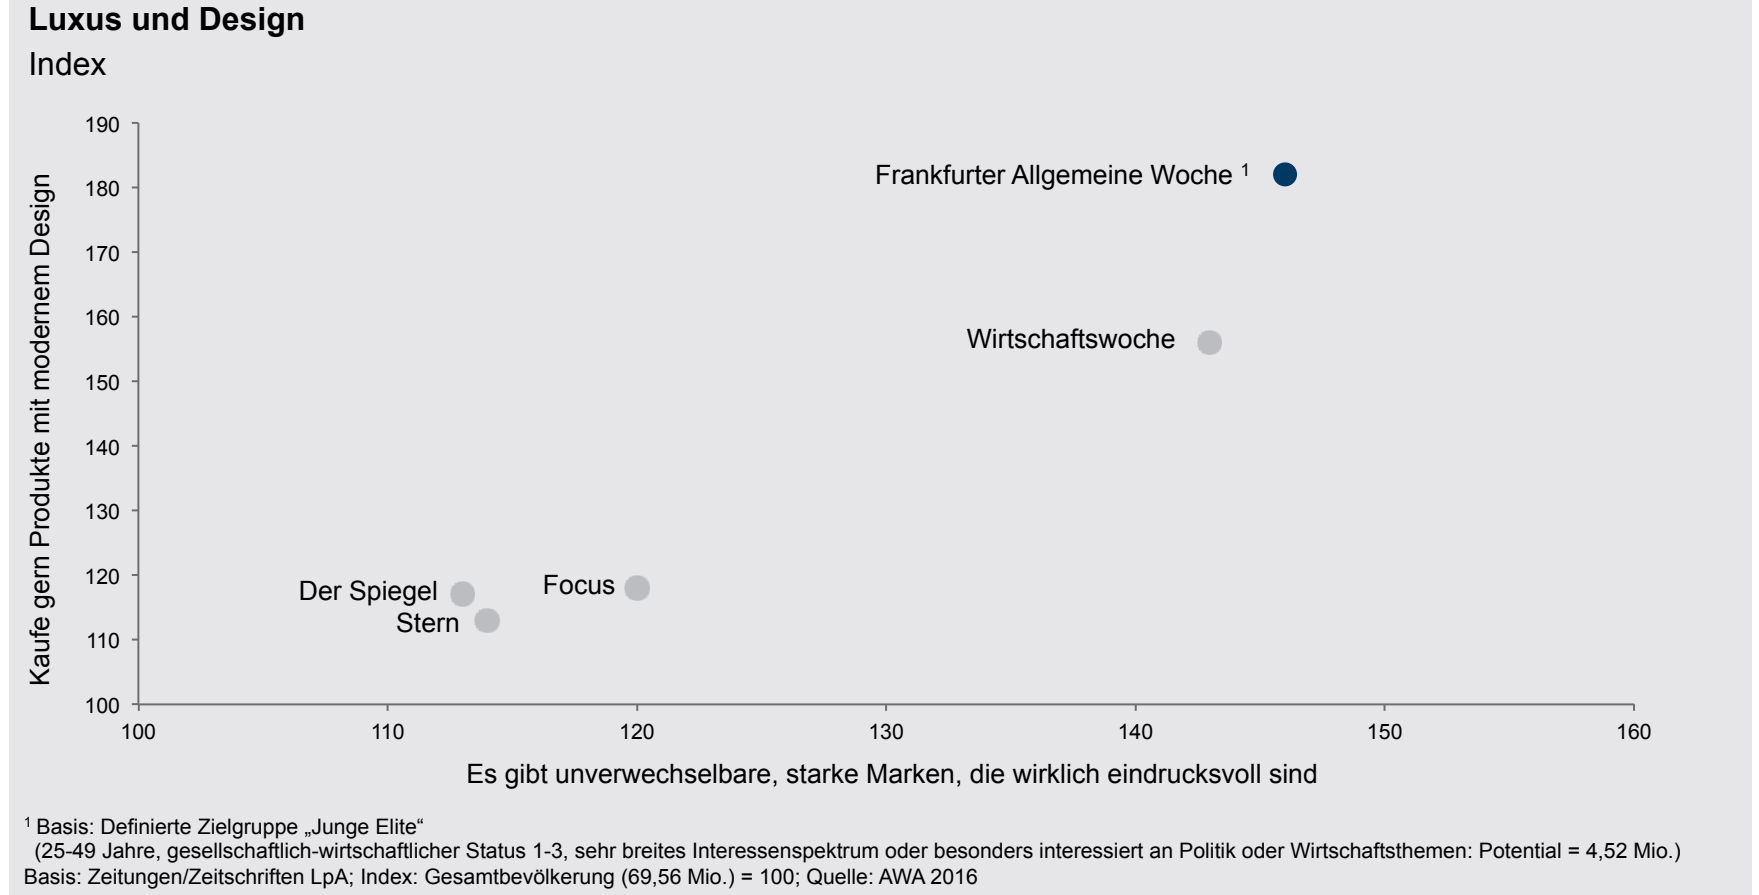 Luxus und Design
Index
Kaufe gern Produkte mit modernem Design
190
180
170
160
150
140
130
120
110
100
Frankfurter Allgemeine Woche ¹
Wirtschaftswoche
Der Spiegel
Focus
Stern
100 110 120 130 140 150 160
Es gibt unverwechselbare, starke Marken, die wirklich eindrucksvoll sind
¹ Basis: Definierte Zielgruppe „Junge Elite“
(25-49 Jahre, gesellschaftlich-wirtschaftlicher Status 1-3, sehr breites Interessenspektrum oder besonders interessiert an Politik oder Wirtschaftsthemen: Potential = 4,52 Mio.)
Basis: Zeitungen/Zeitschriften LpA; Index: Gesamtbevölkerung (69,56 Mio.) = 100; Quelle: AWA 2016